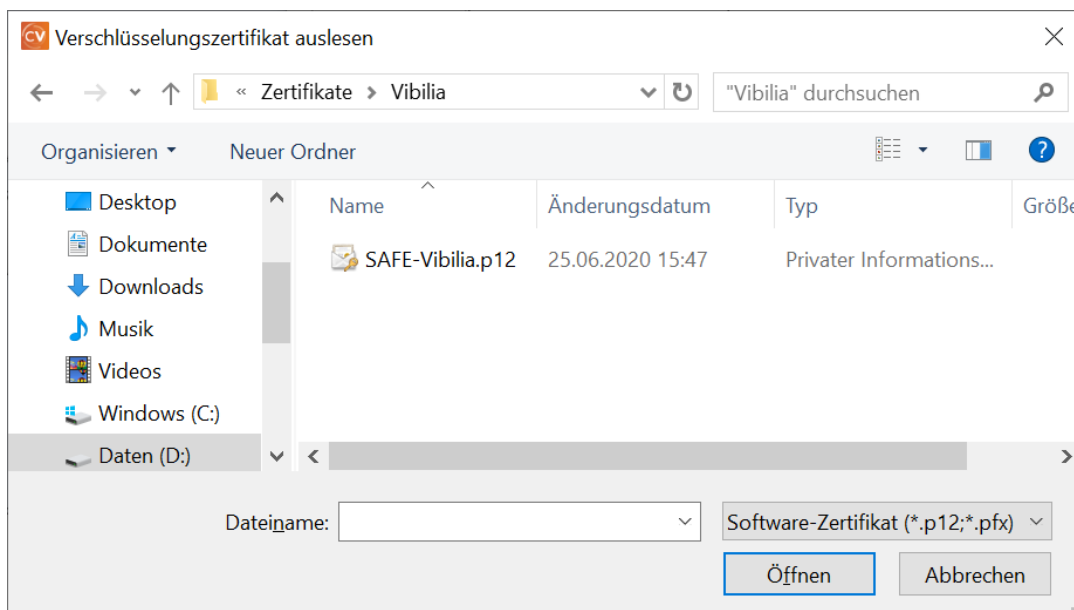 CV Verschlüsselungszertifikat auslesen
« Zertifikate > Vibilia "Vibilia" durchsuchen
Organisieren Neuer Ordner ?
Desktop
Dokumente
Downloads
Musik
Videos
Windows (C:)
Daten (D:)
Name Änderungsdatum Typ Größe
SAFE-Vibilia.p12 25.06.2020 15:47 Privater Informations...
Dateiname: Software-Zertifikat (*.p12;*.pfx)
Öffnen Abbrechen